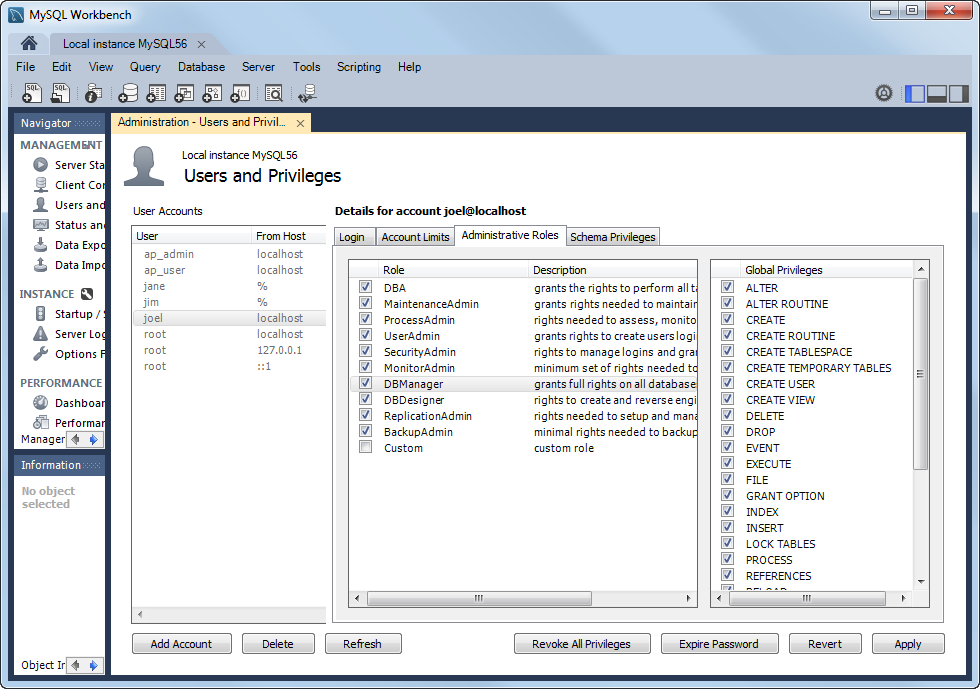 MySQL Workbench
Local instance MySQL56
File Edit View Query Database Server Tools Scripting Help
Navigator
MANAGEMENT
Server Sta
Client Cor
Users and
Status and
Data Expo
Data Impo
INSTANCE
Startup / S
Server Log
Options F
PERFORMANCE
Dashboar
Performar
Manager
Information
No object
selected
Object Ir
Administration - Users and Privil...
Local instance MySQL56
Users and Privileges
User Accounts
User From Host
ap_admin localhost
ap_user localhost
jane %
jim %
joel localhost
root localhost
root 127.0.0.1
root ::1
Details for account joel@localhost
Login Account Limits Administrative Roles Schema Privileges
Role Description
DBA grants the rights to perform all ta
MaintenanceAdmin grants rights needed to maintain
ProcessAdmin rights needed to assess, monito
UserAdmin grants rights to create users logi
SecurityAdmin rights to manage logins and gra
MonitorAdmin minimum set of rights needed to
DBManager grants full rights on all database
DBDesigner rights to create and reverse engi
ReplicationAdmin rights needed to setup and mana
BackupAdmin minimal rights needed to backup
Custom custom role
Global Privileges
ALTER
ALTER ROUTINE
CREATE
CREATE ROUTINE
CREATE TABLESPACE
CREATE TEMPORARY TABLES
CREATE USER
CREATE VIEW
DELETE
DROP
EVENT
EXECUTE
FILE
GRANT OPTION
INDEX
INSERT
LOCK TABLES
PROCESS
REFERENCES
RELOAD
Add Account Delete Refresh Revoke All Privileges Expire Password Revert Apply